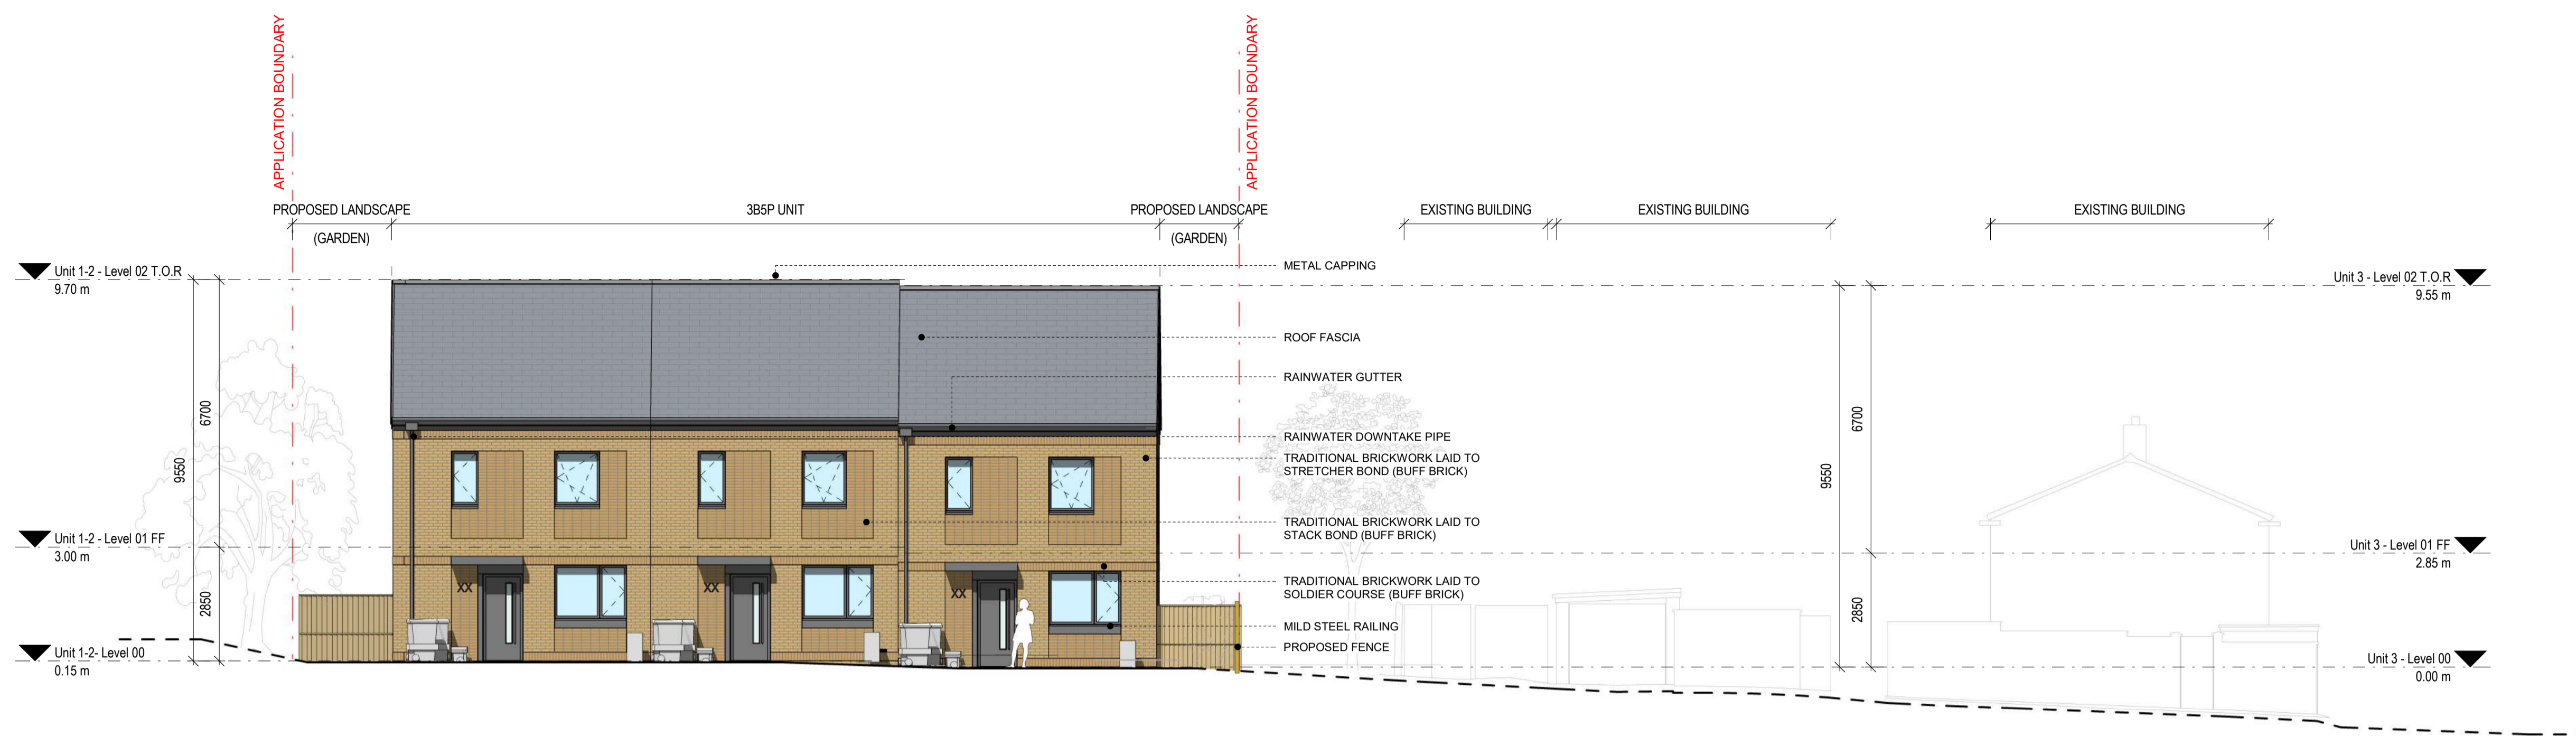 APPLICATION BOUNDARY
APPLICATION BOUNDARY
PROPOSED LANDSCAPE
(GARDEN)
3B5P UNIT
PROPOSED LANDSCAPE
(GARDEN)
EXISTING BUILDING
EXISTING BUILDING
EXISTING BUILDING
Unit 1-2 - Level 02 T.O.R
9.70 m
Unit 1-2 - Level 01 FF
3.00 m
Unit 1-2- Level 00
0.15 m
9550
6700
2850
XX
XX
XX
METAL CAPPING
ROOF FASCIA
RAINWATER GUTTER
RAINWATER DOWNTAKE PIPE
TRADITIONAL BRICKWORK LAID TO
STRETCHER BOND (BUFF BRICK)
TRADITIONAL BRICKWORK LAID TO
STACK BOND (BUFF BRICK)
TRADITIONAL BRICKWORK LAID TO
SOLDIER COURSE (BUFF BRICK)
MILD STEEL RAILING
PROPOSED FENCE
9550
6700
2850
Unit 3 - Level 02 T.O.R
9.55 m
Unit 3 - Level 01 FF
2.85 m
Unit 3 - Level 00
0.00 m